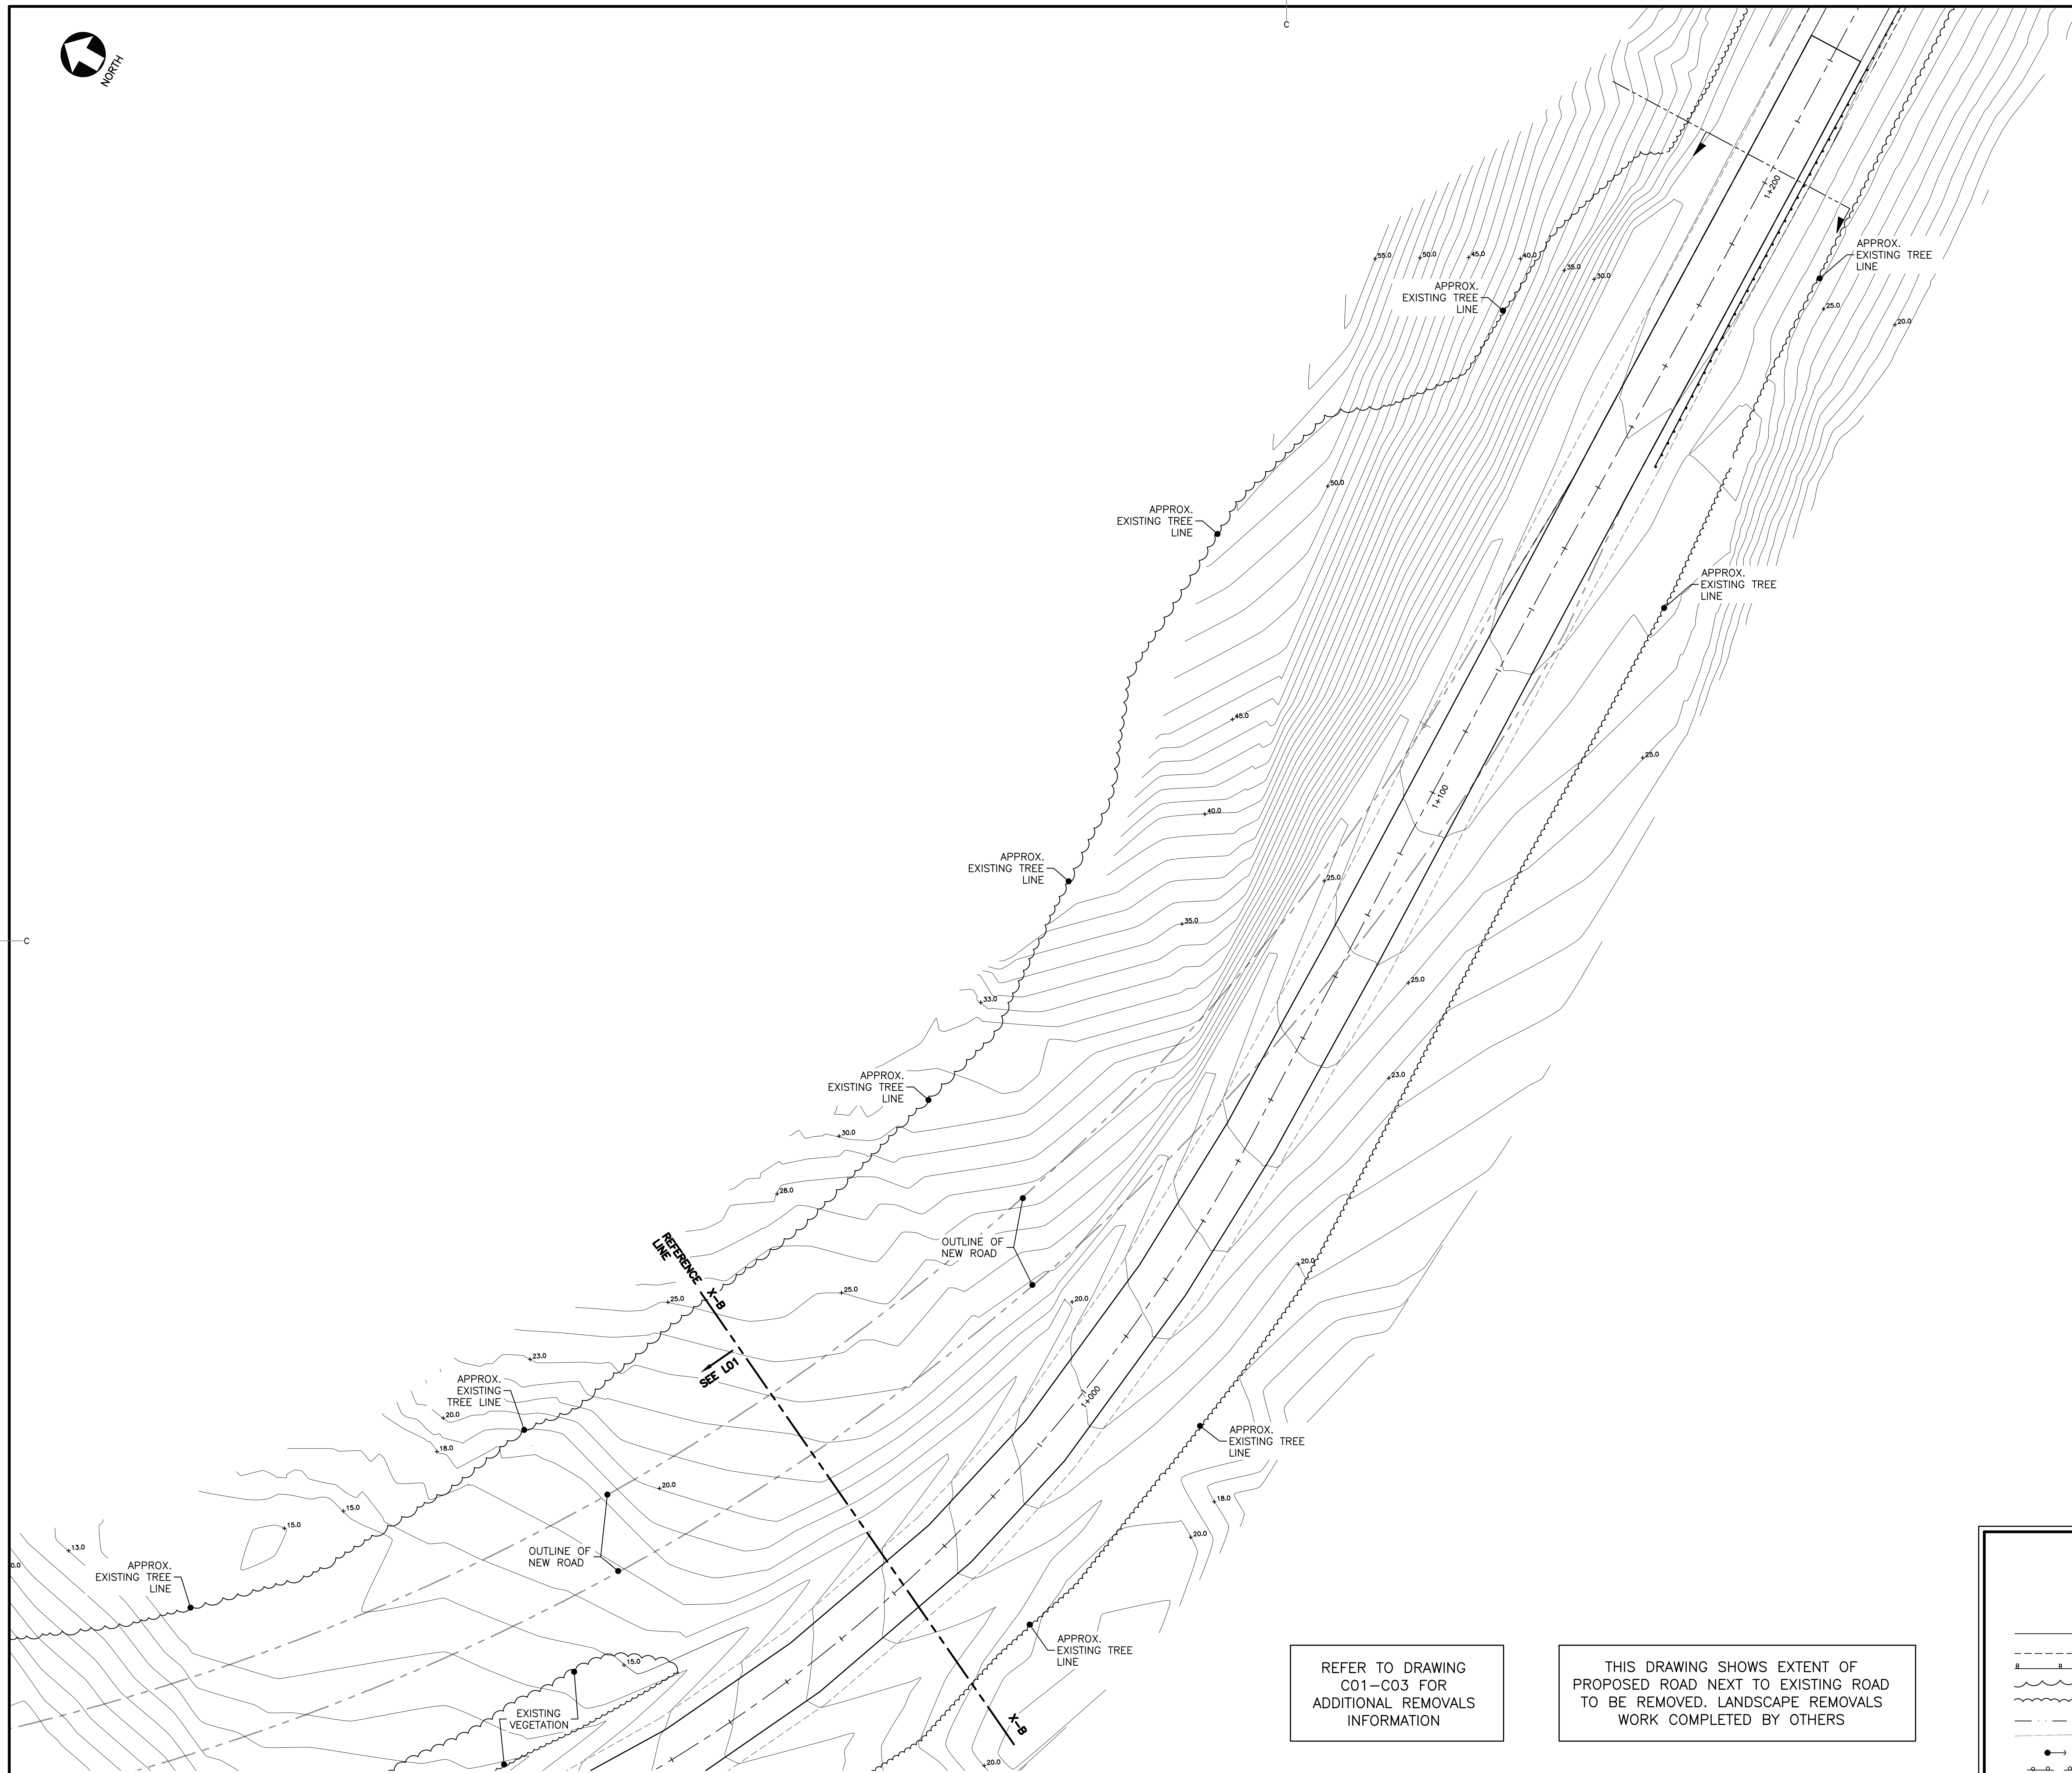 C
NORTH
1+200
APPROX.
EXISTING TREE
LINE
+55.0
+50.0
+45.0
+40.0
+35.0
+30.0
APPROX.
EXISTING TREE
LINE
+25.0
+20.0
+50.0
APPROX.
EXISTING TREE
LINE
APPROX.
EXISTING TREE
LINE
+45.0
+25.0
1+100
+40.0
APPROX.
EXISTING TREE
LINE
+25.0
+35.0
C
+25.0
+33.0
APPROX.
EXISTING TREE
LINE
+23.0
+30.0
+28.0
REFERENCE
LINE
X-B
OUTLINE OF
NEW ROAD
+20.0
+25.0
+25.0
+20.0
+23.0
SEE L01
APPROX.
EXISTING
TREE LINE
1+000
+20.0
+18.0
APPROX.
EXISTING TREE
LINE
+20.0
+18.0
+15.0
+15.0
+20.0
+13.0
0.0
OUTLINE OF
NEW ROAD
APPROX.
EXISTING TREE
LINE
APPROX.
EXISTING TREE
LINE
+15.0
EXISTING
VEGETATION
X-B
+20.0
REFER TO DRAWING
C01-C03 FOR
ADDITIONAL REMOVALS
INFORMATION
THIS DRAWING SHOWS EXTENT OF
PROPOSED ROAD NEXT TO EXISTING ROAD
TO BE REMOVED. LANDSCAPE REMOVALS
WORK COMPLETED BY OTHERS